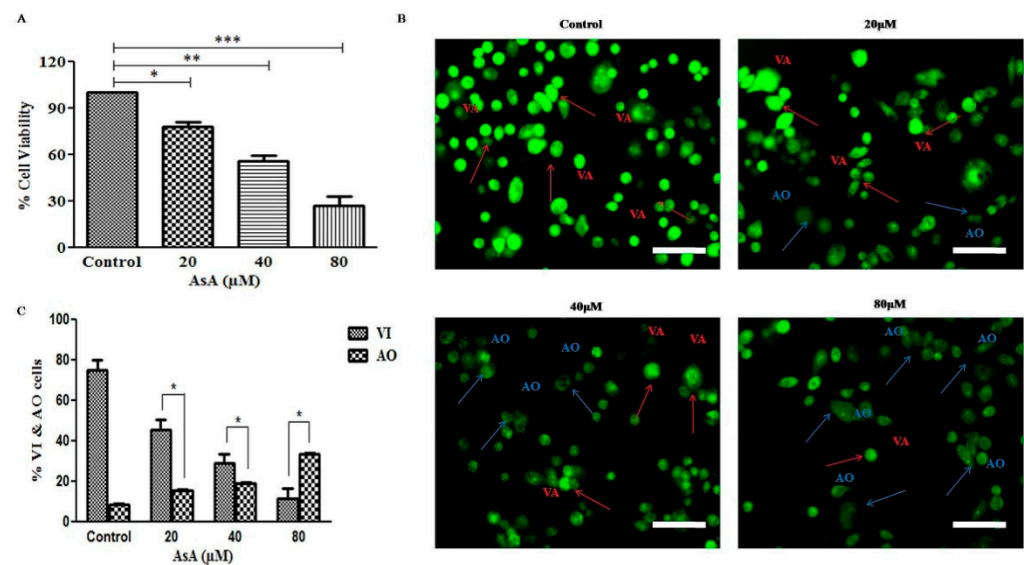 A
***
**
*
120
90
60
30
0
% Cell Viability
Control
20
40
80
AsA (µM)
B
Control
VA
VA
VA
VA
20µM
VA
VA
VA
AO
AO
C
VI
AO
100
80
60
40
20
0
% VI & AO cells
*
*
*
Control
20
40
80
AsA (µM)
40µM
VA
VA
AO
AO
AO
VA
80µM
AO
AO
AO
VA
AO
AO